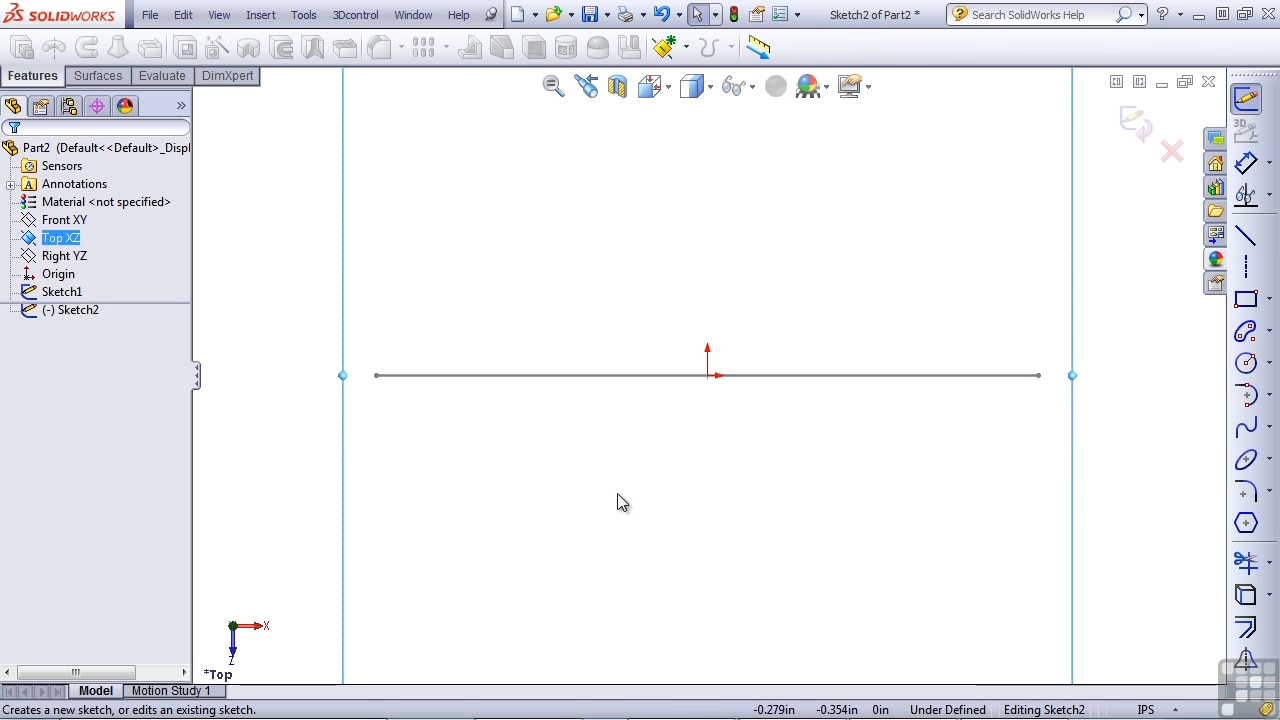 SOLIDWORKS File Edit View Insert Tools 3Dcontrol Window Help Sketch2 of Part2 * Search SolidWorks Help
Features Surfaces Evaluate DimXpert
Part2 (Default<<Default>_Displ
Sensors
Annotations
Material <not specified>
Front XY
Top XZ
Right YZ
Origin
Sketch1
(-) Sketch2
3D
X
Z
*Top
Model Motion Study 1
Creates a new sketch, or edits an existing sketch. -0.279in -0.354in 0in Under Defined Editing Sketch2 IPS